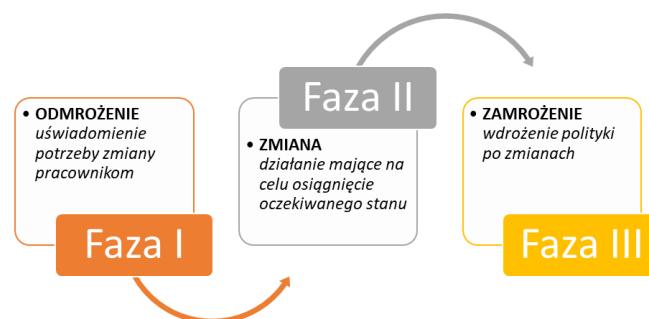 • ODMROŻENIE
uświadomienie
potrzeby zmiany
pracownikom
Faza I
Faza II
• ZMIANA
działanie mające na
celu osiągnięcie
oczekiwanego stanu
• ZAMROŻENIE
wdrożenie polityki
po zmianach
Faza III